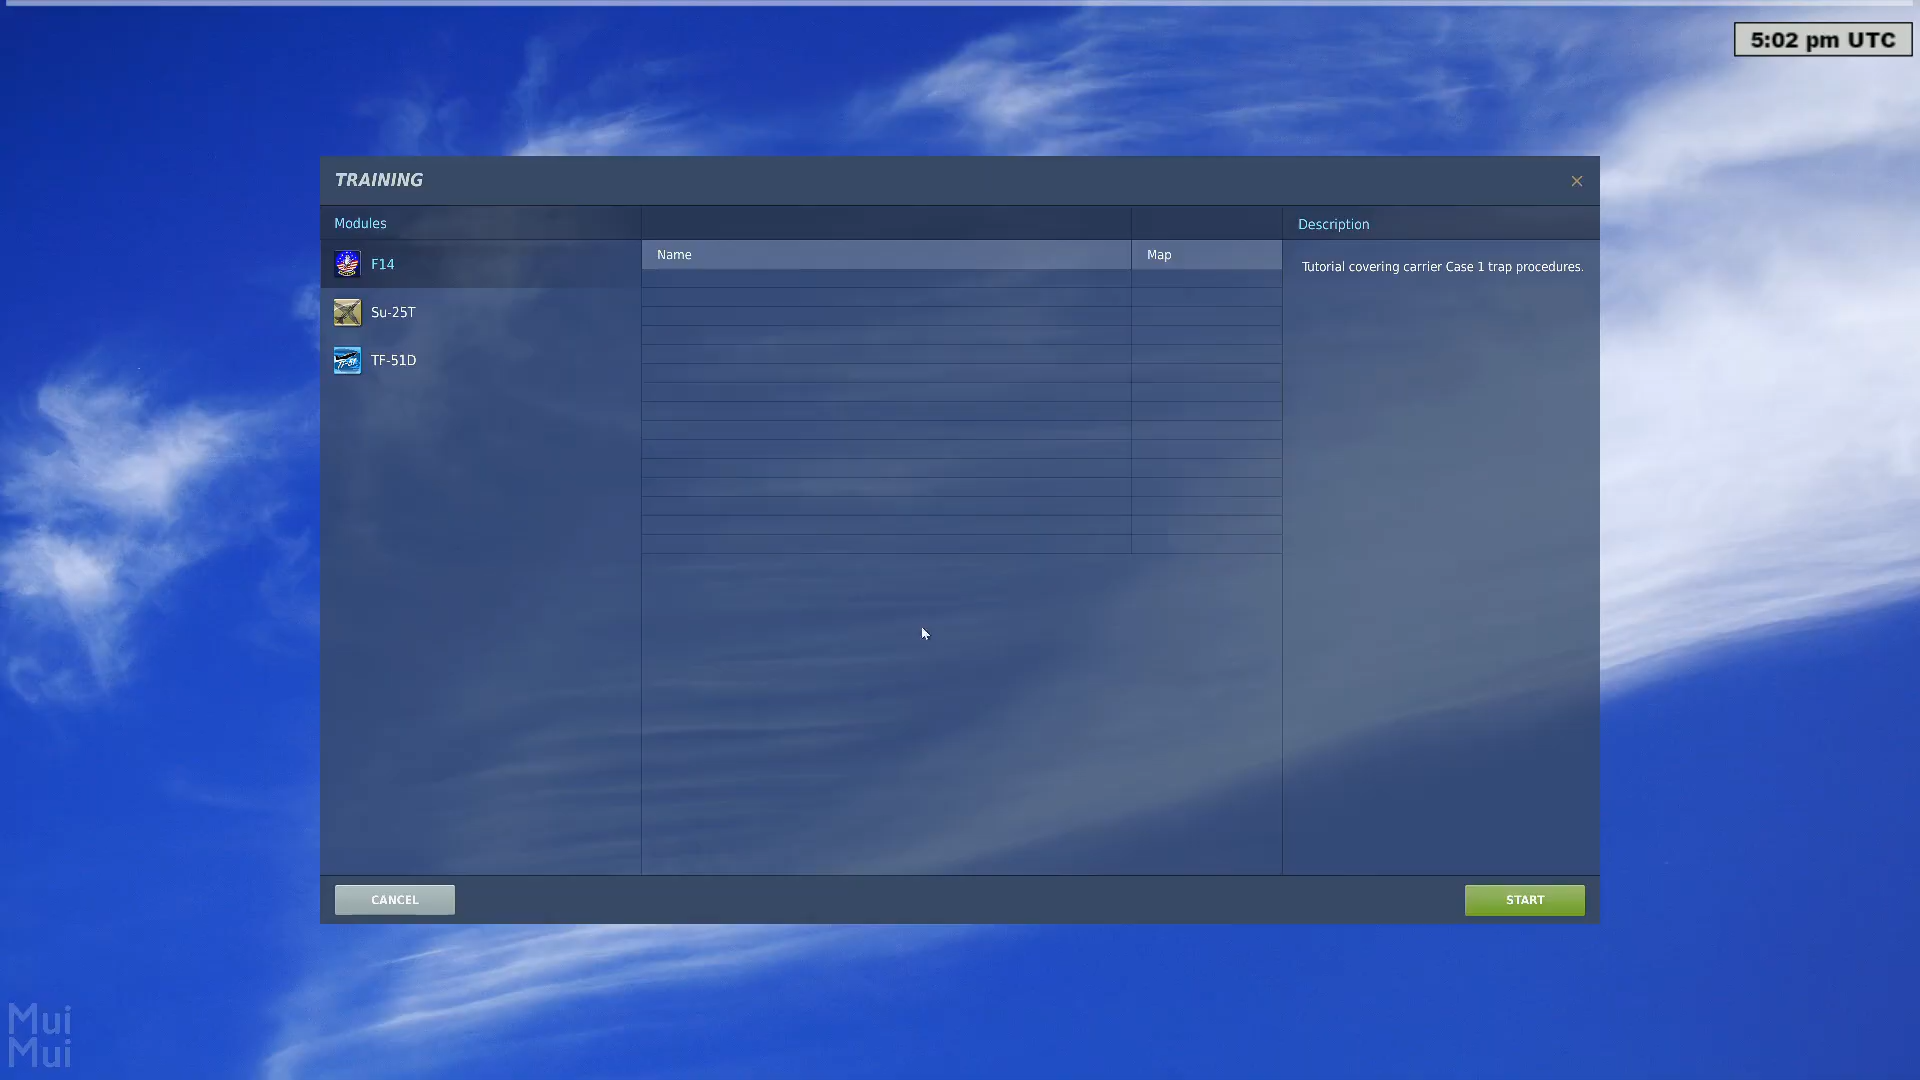 5:02 pm UTC
TRAINING
Modules
Description
F14
Name
Map
Tutorial covering carrier Case 1 trap procedures.
Su-25T
TF-51D
CANCEL
START
Mui
Mui